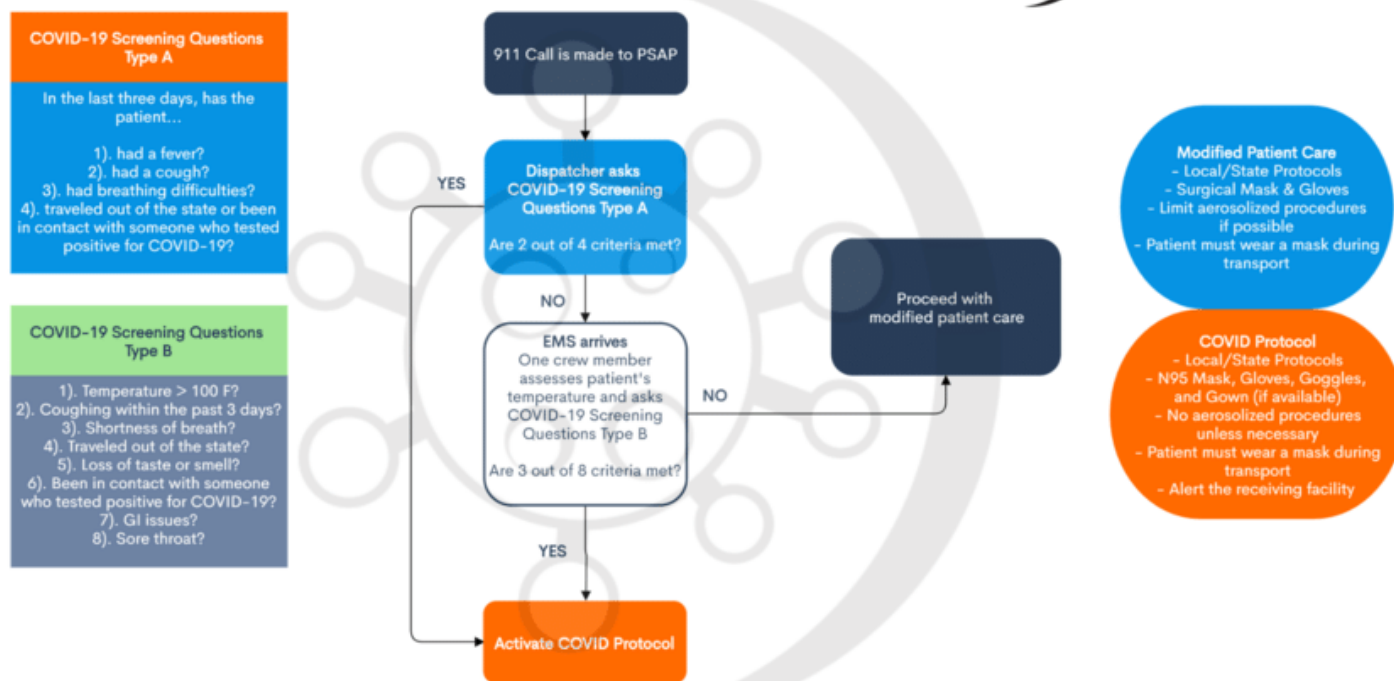 COVID-19 Screening Questions
Type A
In the last three days, has the
patient...
1). had a fever?
2). had a cough?
3). had breathing difficulties?
4). traveled out of the state or been
in contact with someone who tested
positive for COVID-19?
COVID-19 Screening Questions
Type B
1). Temperature > 100 F?
2). Coughing within the past 3 days?
3). Shortness of breath?
4). Traveled out of the state?
5). Loss of taste or smell?
6). Been in contact with someone
who tested positive for COVID-19?
7). GI issues?
8). Sore throat?
911 Call is made to PSAP
Dispatcher asks
COVID-19 Screening
Questions Type A
Are 2 out of 4 criteria met?
YES
NO
EMS arrives
One crew member
assesses patient's
temperature and asks
COVID-19 Screening
Questions Type B
Are 3 out of 8 criteria met?
NO
YES
Activate COVID Protocol
Proceed with
modified patient care
Modified Patient Care
- Local/State Protocols
- Surgical Mask & Gloves
- Limit aerosolized procedures
if possible
- Patient must wear a mask during
transport
COVID Protocol
- Local/State Protocols
- N95 Mask, Gloves, Goggles,
and Gown (if available)
- No aerosolized procedures
unless necessary
- Patient must wear a mask during
transport
- Alert the receiving facility